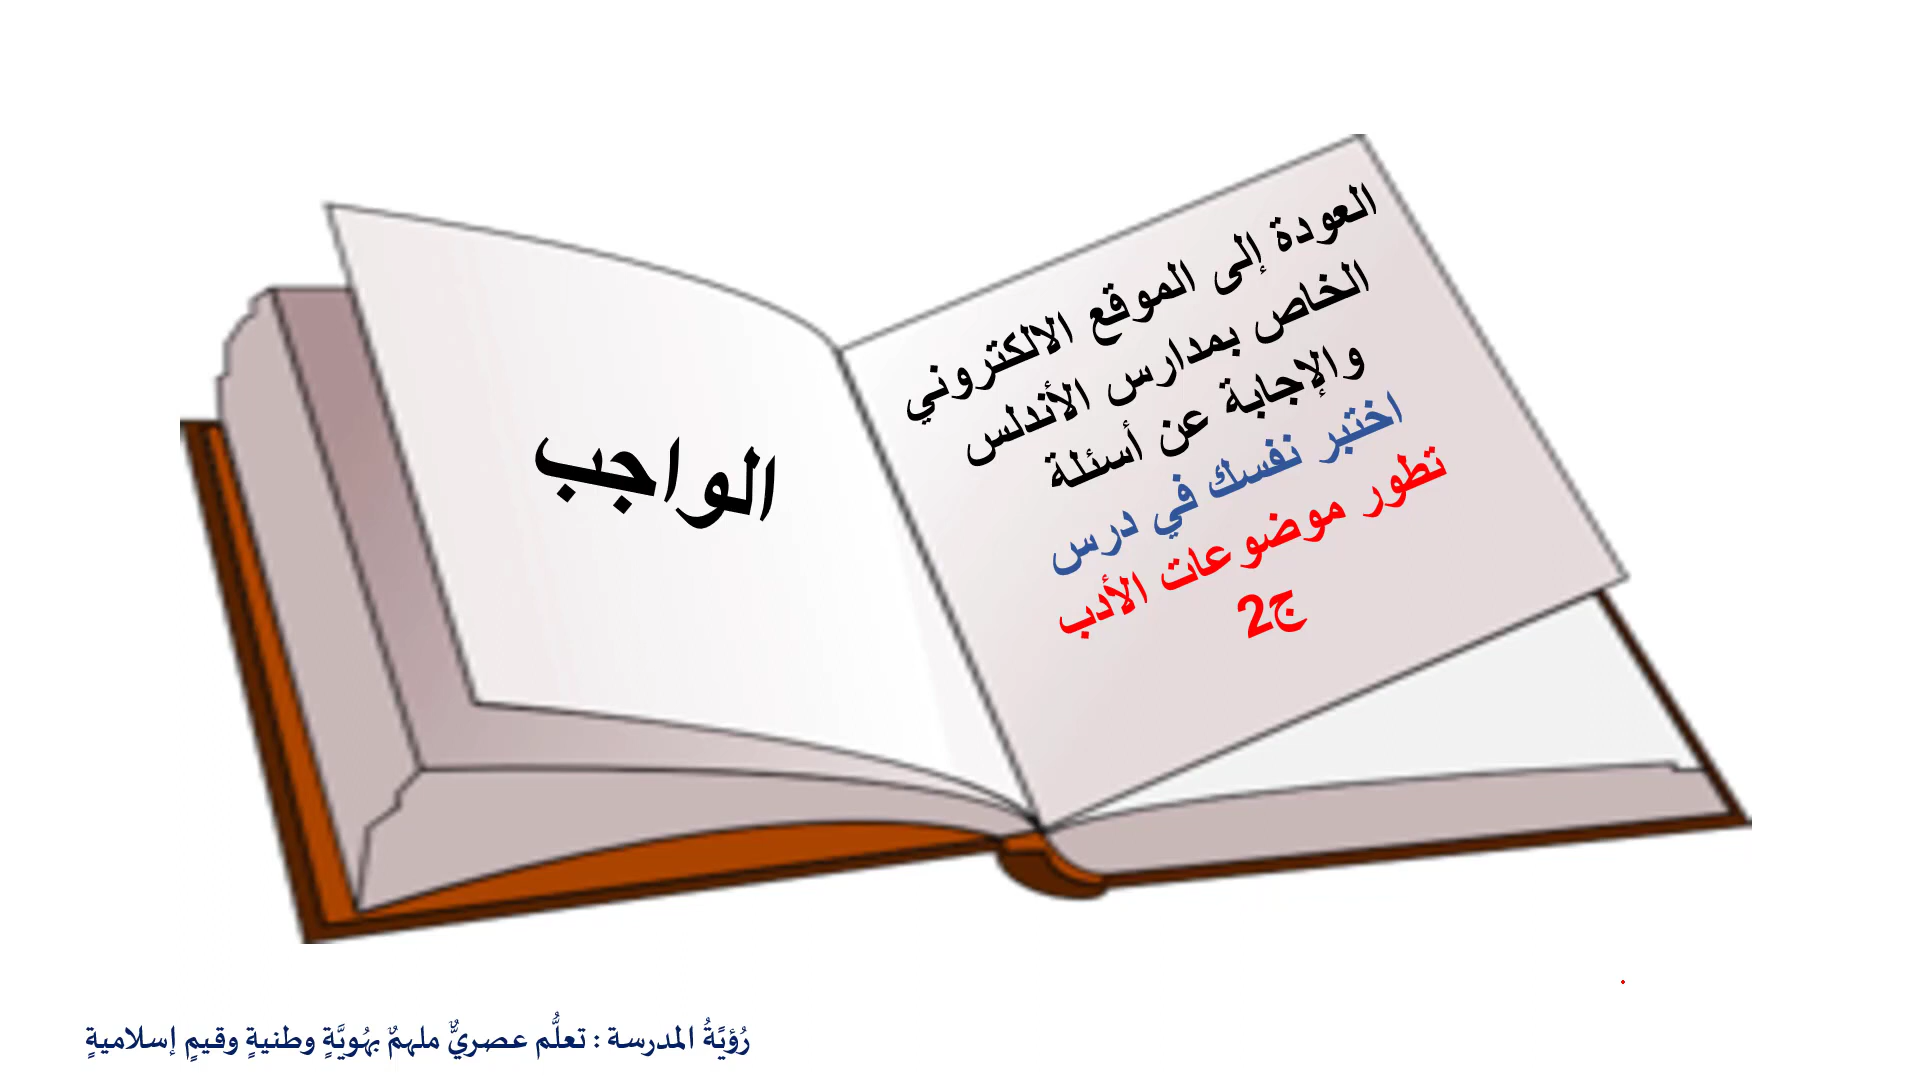 العودة إلى الموقع الالكتروني
الخاص بمدارس الأندلس
والإجابة عن أسئلة
اختبر نفسك في درس
تطور موضوعات الأدب
ج2
الواجب
رُؤيًةُ المدرسة : تعلُّم عصريٌّ ملهمٌ بهُويَّةٍ وطنيةٍ وقيمٍ إسلاميةٍ